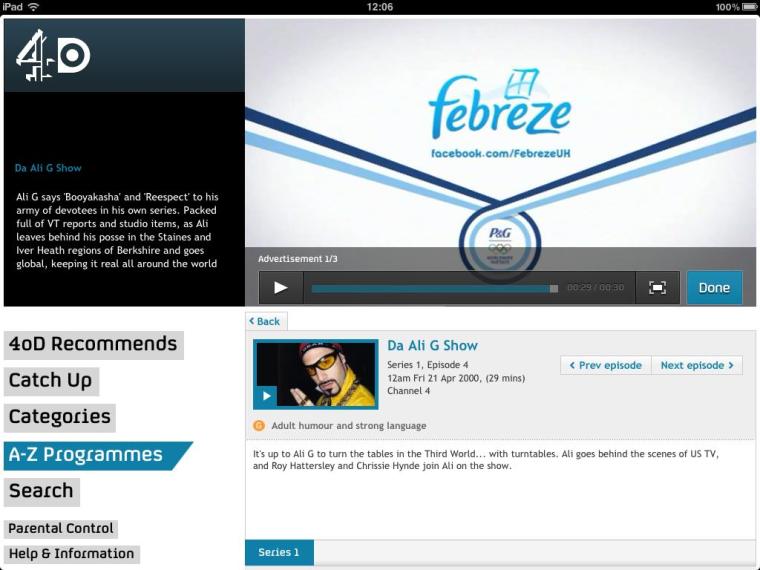 iPad
12:06
100%
4oD
Da Ali G Show
Ali G says 'Booyakasha' and 'Reespect' to his
army of devotees in his own series. Packed
full of VT reports and studio items, as Ali
leaves behind his posse in the Staines and
Iver Heath regions of Berkshire and goes
global, keeping it real all around the world
febreze
facebook.com/FebrezeUK
P&G
Advertisement 1/3
00:29 / 00:30
Done
4oD Recommends
Catch Up
Categories
A-Z Programmes
Search
Parental Control
Help & Information
Back
Da Ali G Show
Series 1, Episode 4
12am Fri 21 Apr 2000, (29 mins)
Channel 4
Prev episode
Next episode
G Adult humour and strong language
It's up to Ali G to turn the tables in the Third World... with turntables. Ali goes behind the scenes of US TV,
and Roy Hattersley and Chrissie Hynde join Ali on the show.
Series 1